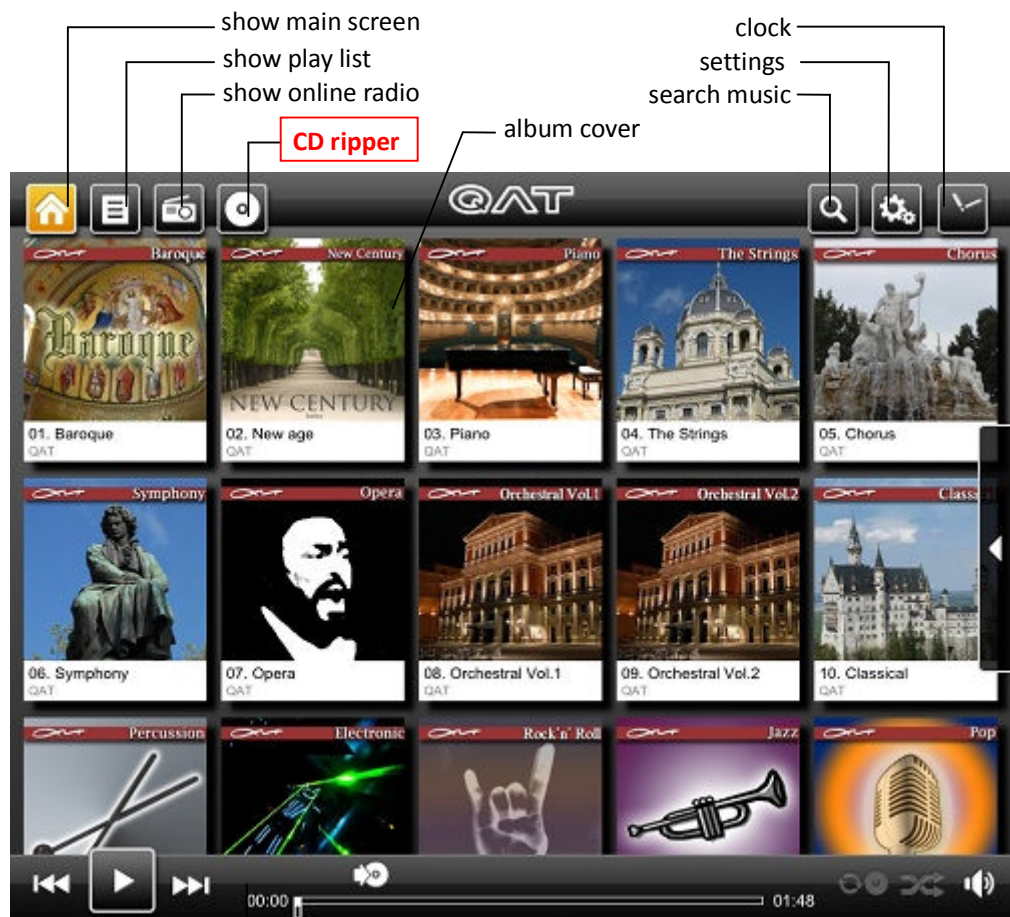 show main screen
clock
show play list
settings
show online radio
search music
CD ripper
album cover
QAT
Baroque
New Century
Piano
The Strings
Chorus
Baroque
NEW CENTURY
01. Baroque
02. New age
03. Piano
04. The Strings
05. Chorus
QAT
QAT
QAT
QAT
QAT
Symphony
Opera
Orchestral Vol.1
Orchestral Vol.2
Classical
06. Symphony
07. Opera
08. Orchestral Vol.1
09. Orchestral Vol.2
10. Classical
QAT
QAT
QAT
QAT
QAT
Percussion
Electronic
Rock'n' Roll
Jazz
Pop
00:00
01:48